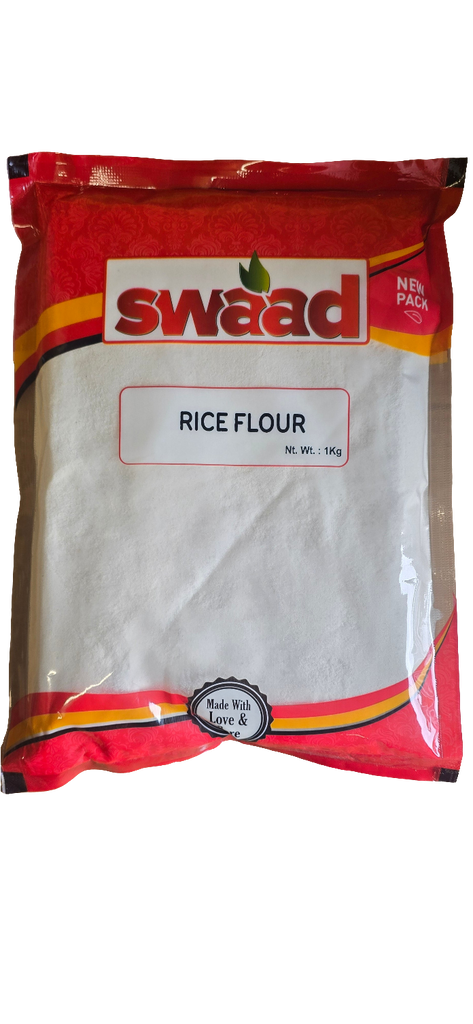 swaad
NEW
PACK
RICE FLOUR
Nt. Wt. : 1Kg
Made With
Love &